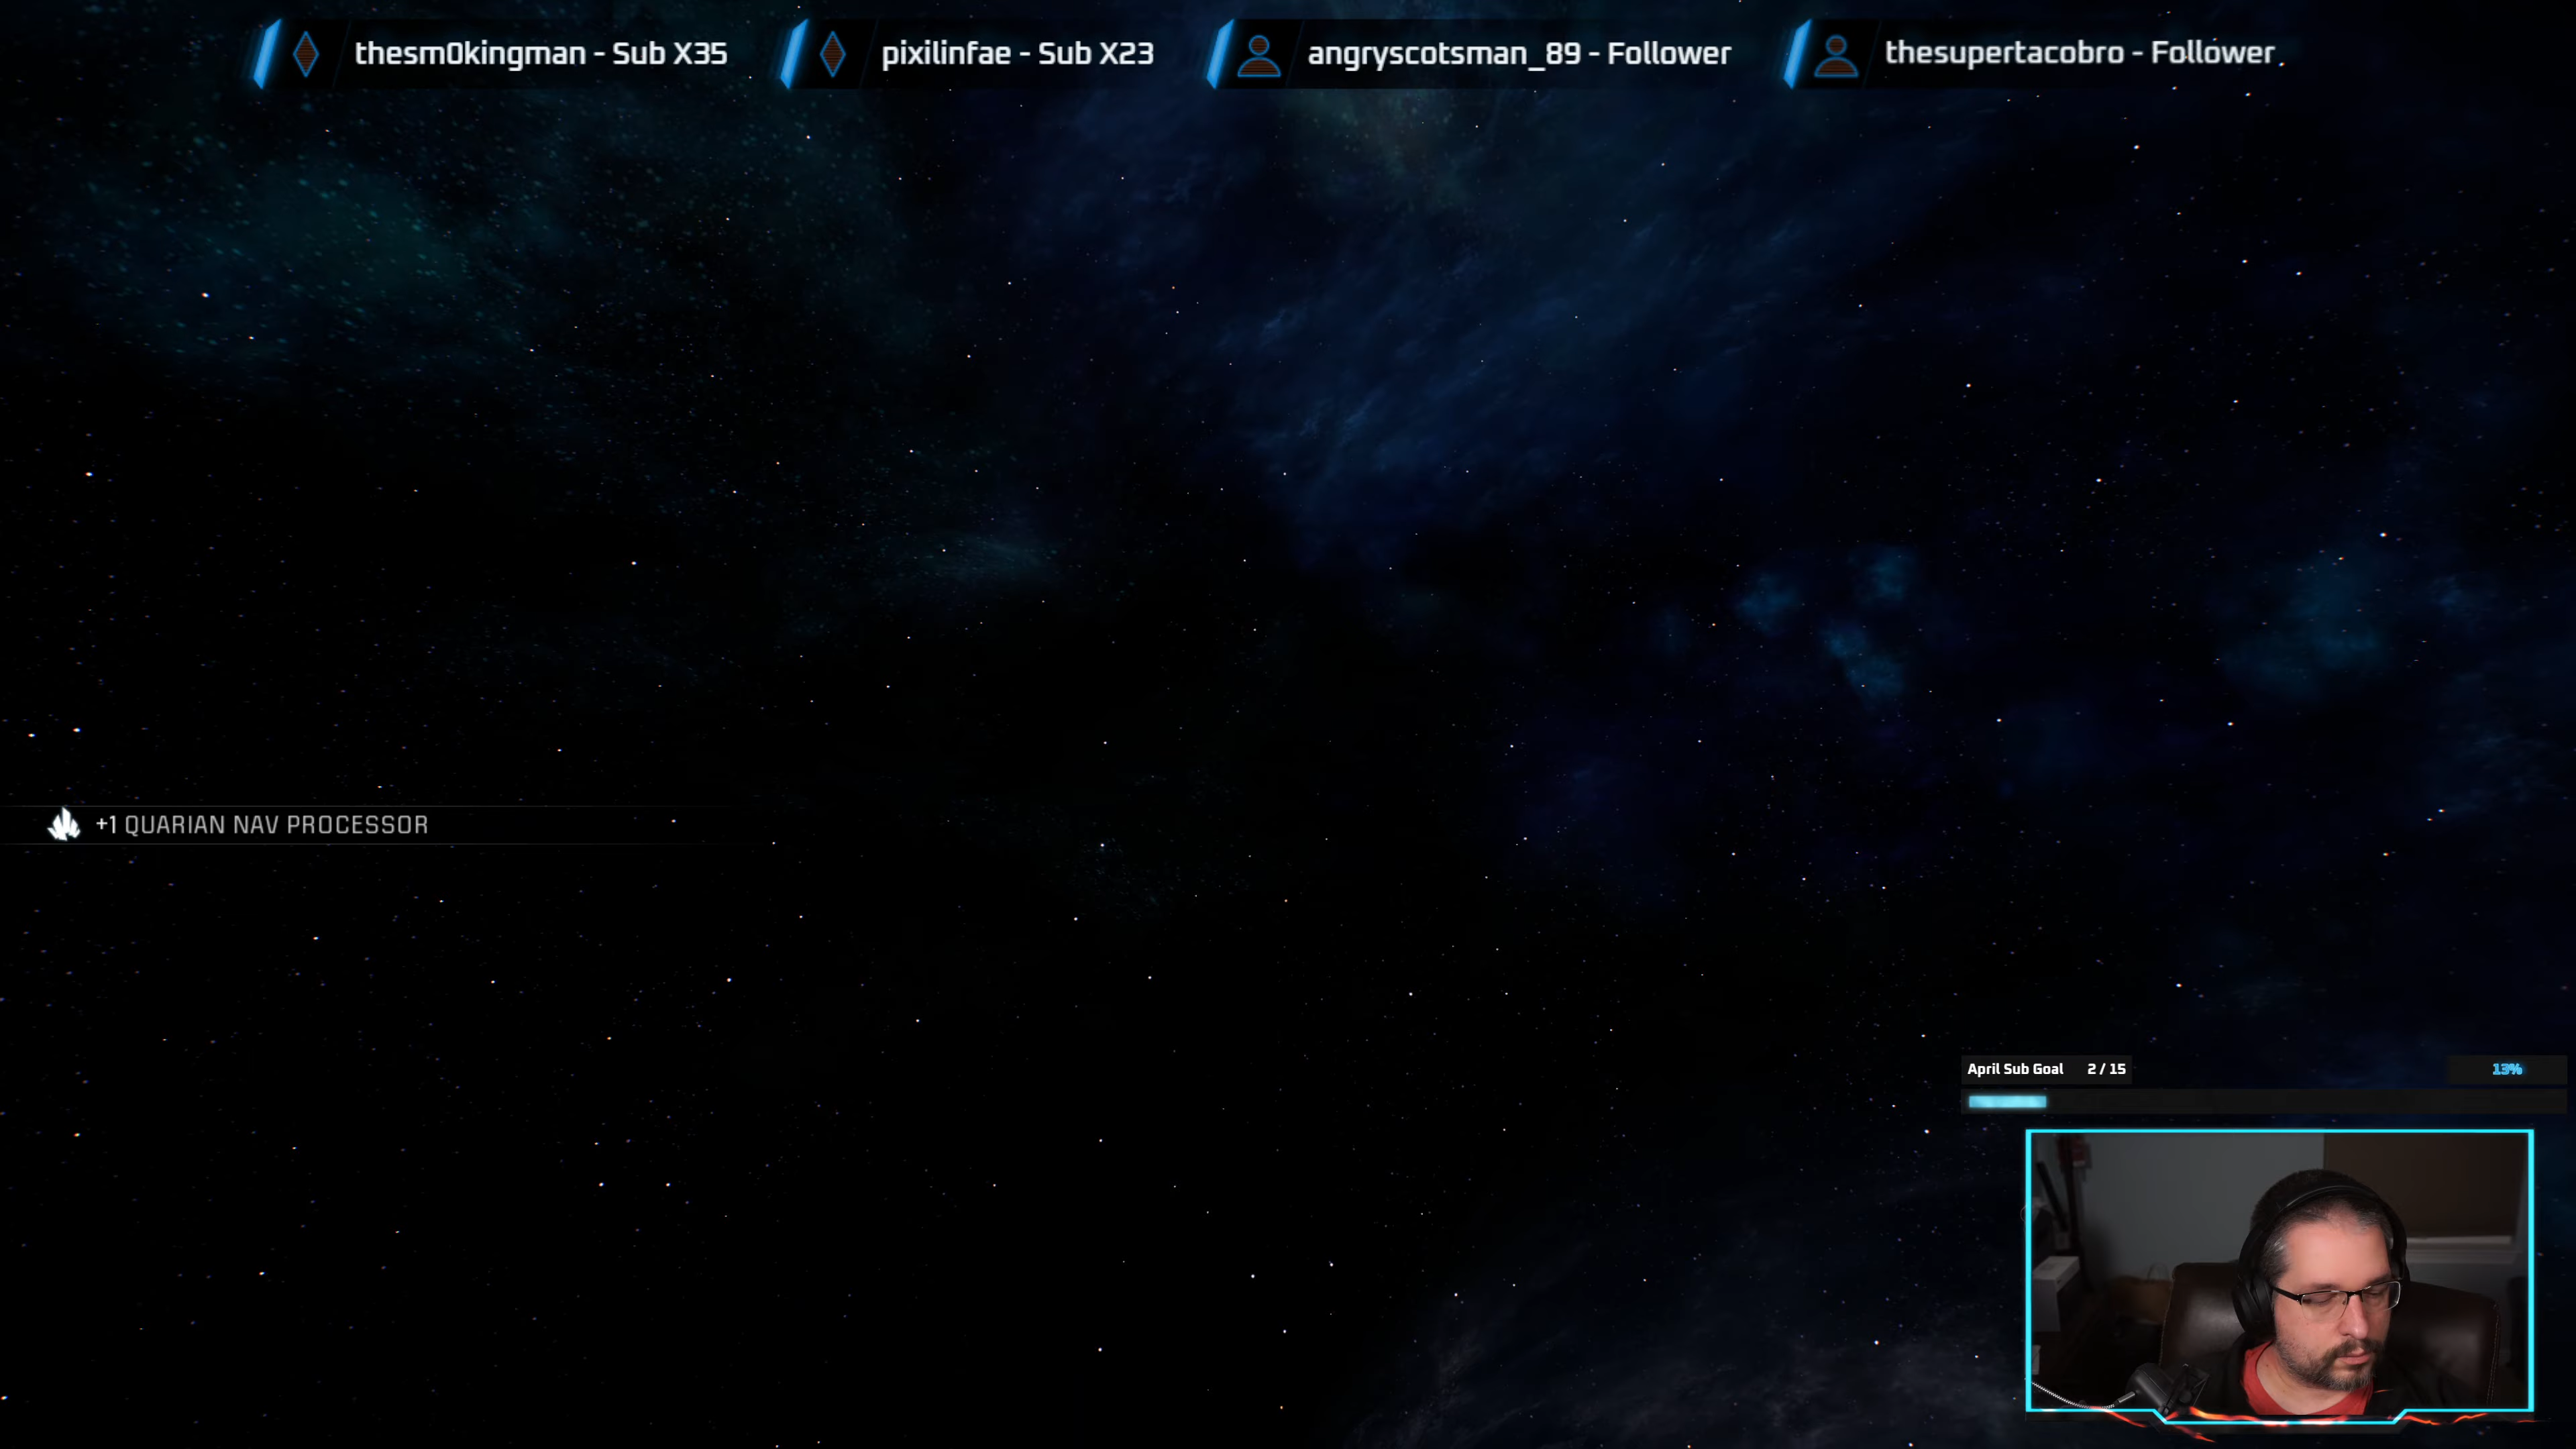 thesm0kingman - Sub X35
pixilinfae - Sub X23
angryscotsman_89 - Follower
thesupertacobro - Follower
+1 QUARIAN NAV PROCESSOR
April Sub Goal 2 / 15
13%